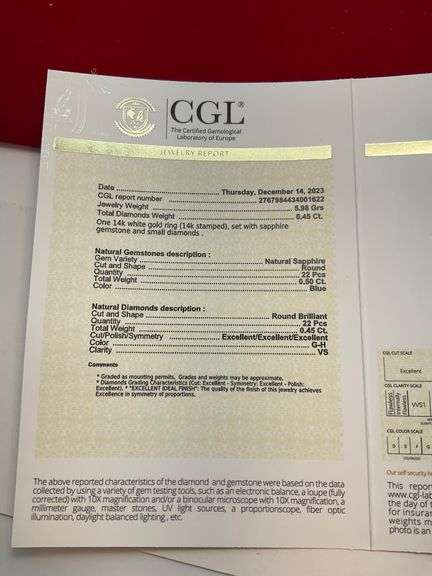 CGL®
The Certified Gemological
Laboratory of Europe
JEWELRY REPORT
Date ........ Thursday, December 14, 2023
CGL report number ........ 2767984434001622
Jewelry Weight ........ 5.98 Grs
Total Diamonds Weight ........ 0.45 Ct.
One 14k white gold ring (14k stamped), set with sapphire
gemstone and small diamonds .
Natural Gemstones description :
Gem Variety ........ Natural Sapphire
Cut and Shape ........ Round
Quantity ........ 22 Pcs
Total Weight ........ 0.50 Ct.
Color ........ Blue
Natural Diamonds description :
Cut and Shape ........ Round Brilliant
Quantity ........ 22 Pcs
Total Weight ........ 0.45 Ct.
Cut/Polish/Symmetry ........ Excellent/Excellent/Excellent
Color ........ G-H
Clarity ........ VS
Comments
* Graded as mounting permits, Grades and weights may be approximate.
* Diamonds Grading Characteristics (Cut: Excellent - Symmetry: Excellent - Polish:
Excellent). * "EXCELLENT IDEAL FINISH": The quality of the finish of this jewelry achieves
Excellence in symmetry of proportions.
The above reported characteristics of the diamond and gemstone were based on the data
collected by using a variety of gem testing tools, such as an electronic balance, a loupe (fully
corrected) with 10X magnification and/or a binocular microscope with 10X magnification, a
millimeter gauge, master stones, UV light sources, a proportionscope, fiber optic
illumination, daylight balanced lighting , etc.
CGL CUT SCALE
Excellent
CGL CLARITY SCALE
Flawless
Internally
Flawless
VVS1
CGL COLOR SCALE
D E F G
Our self security h
This repor
www.cgl-lab
the day of t
for insurar
weights m
photo is an